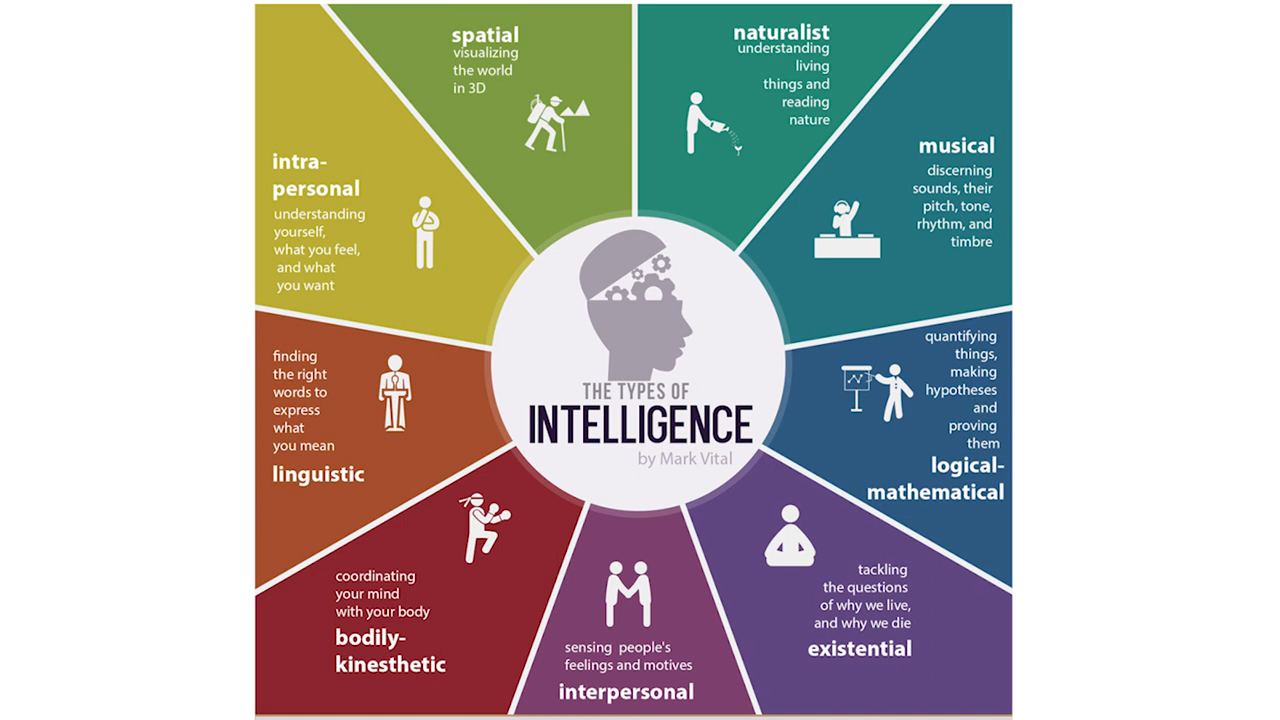 spatial
visualizing
the world
in 3D
naturalist
understanding
living
things and
reading
nature
musical
discerning
sounds, their
pitch, tone,
rhythm, and
timbre
intra-
personal
understanding
yourself,
what you feel,
and what
you want
quantifying
things,
making
hypotheses
and
proving
them
logical-
mathematical
finding
the right
words to
express
what
you mean
linguistic
THE TYPES OF
INTELLIGENCE
by Mark Vital
coordinating
your mind
with your body
bodily-
kinesthetic
sensing people's
feelings and motives
interpersonal
tackling
the questions
of why we live,
and why we die
existential